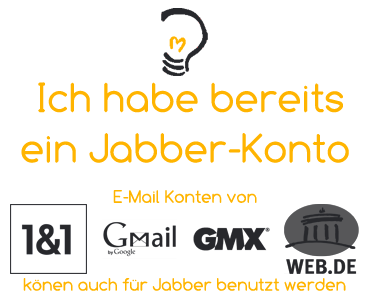 Ich habe bereits
ein Jabber-Konto
E-Mail Konten von
1&1
Gmail
by Google
GMX®
WEB.DE
könen auch für Jabber benutzt werden